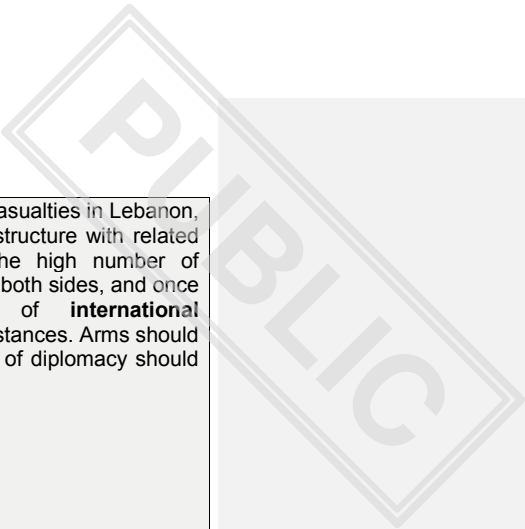 asualties in Lebanon,
structure with related
he high number of
both sides, and once
of international
stances. Arms should
of diplomacy should
PUBLIC